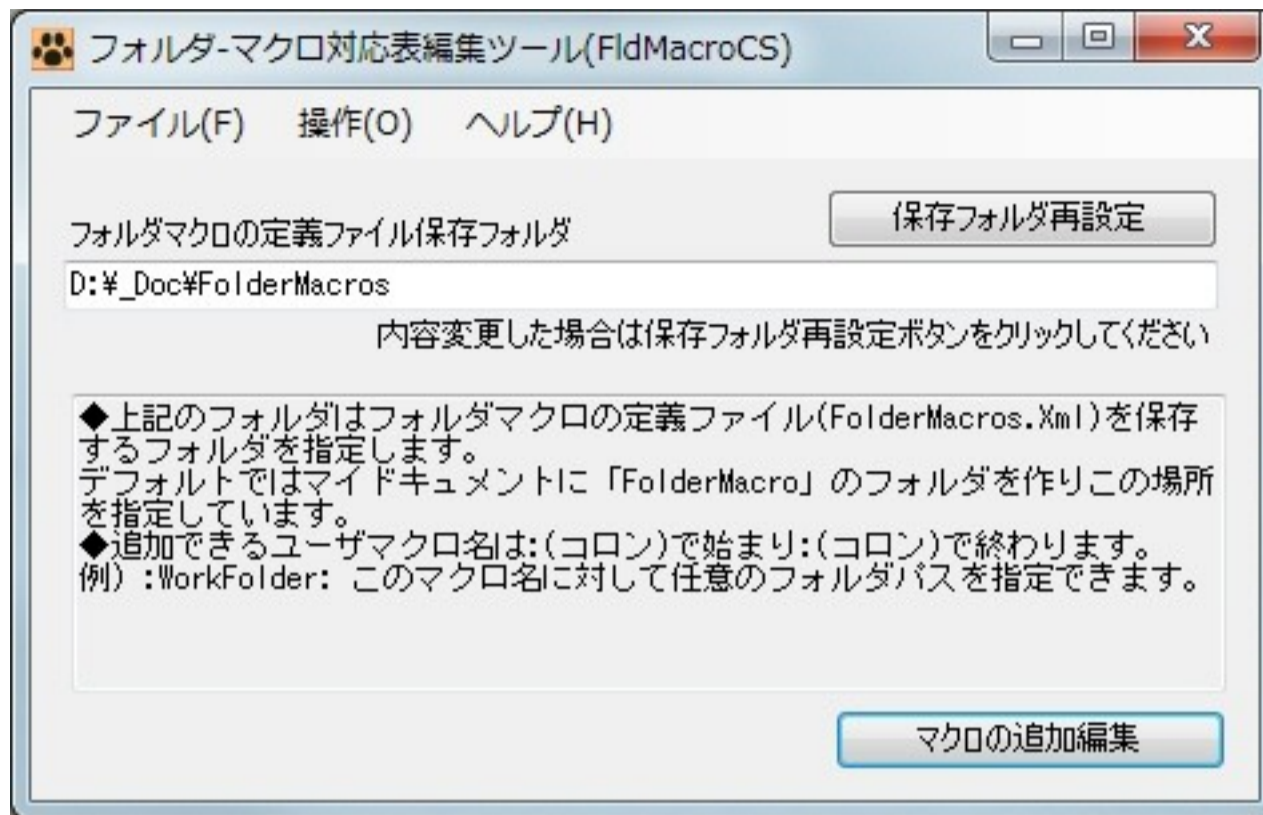 フォルダ-マクロ対応表編集ツール(FldMacroCS)
ファイル(F) 操作(O) ヘルプ(H)
保存フォルダ再設定
フォルダマクロの定義ファイル保存フォルダ
D:¥_Doc¥FolderMacros
内容変更した場合は保存フォルダ再設定ボタンをクリックしてください
◆上記のフォルダはフォルダマクロの定義ファイル(FolderMacros.Xml)を保存
するフォルダを指定します。
デフォルトではマイドキュメントに「FolderMacro」のフォルダを作りこの場所
を指定しています。
◆追加できるユーザマクロ名は:(コロン)で始まり:(コロン)で終わります。
例) :WorkFolder: このマクロ名に対して任意のフォルダパスを指定できます。
マクロの追加編集